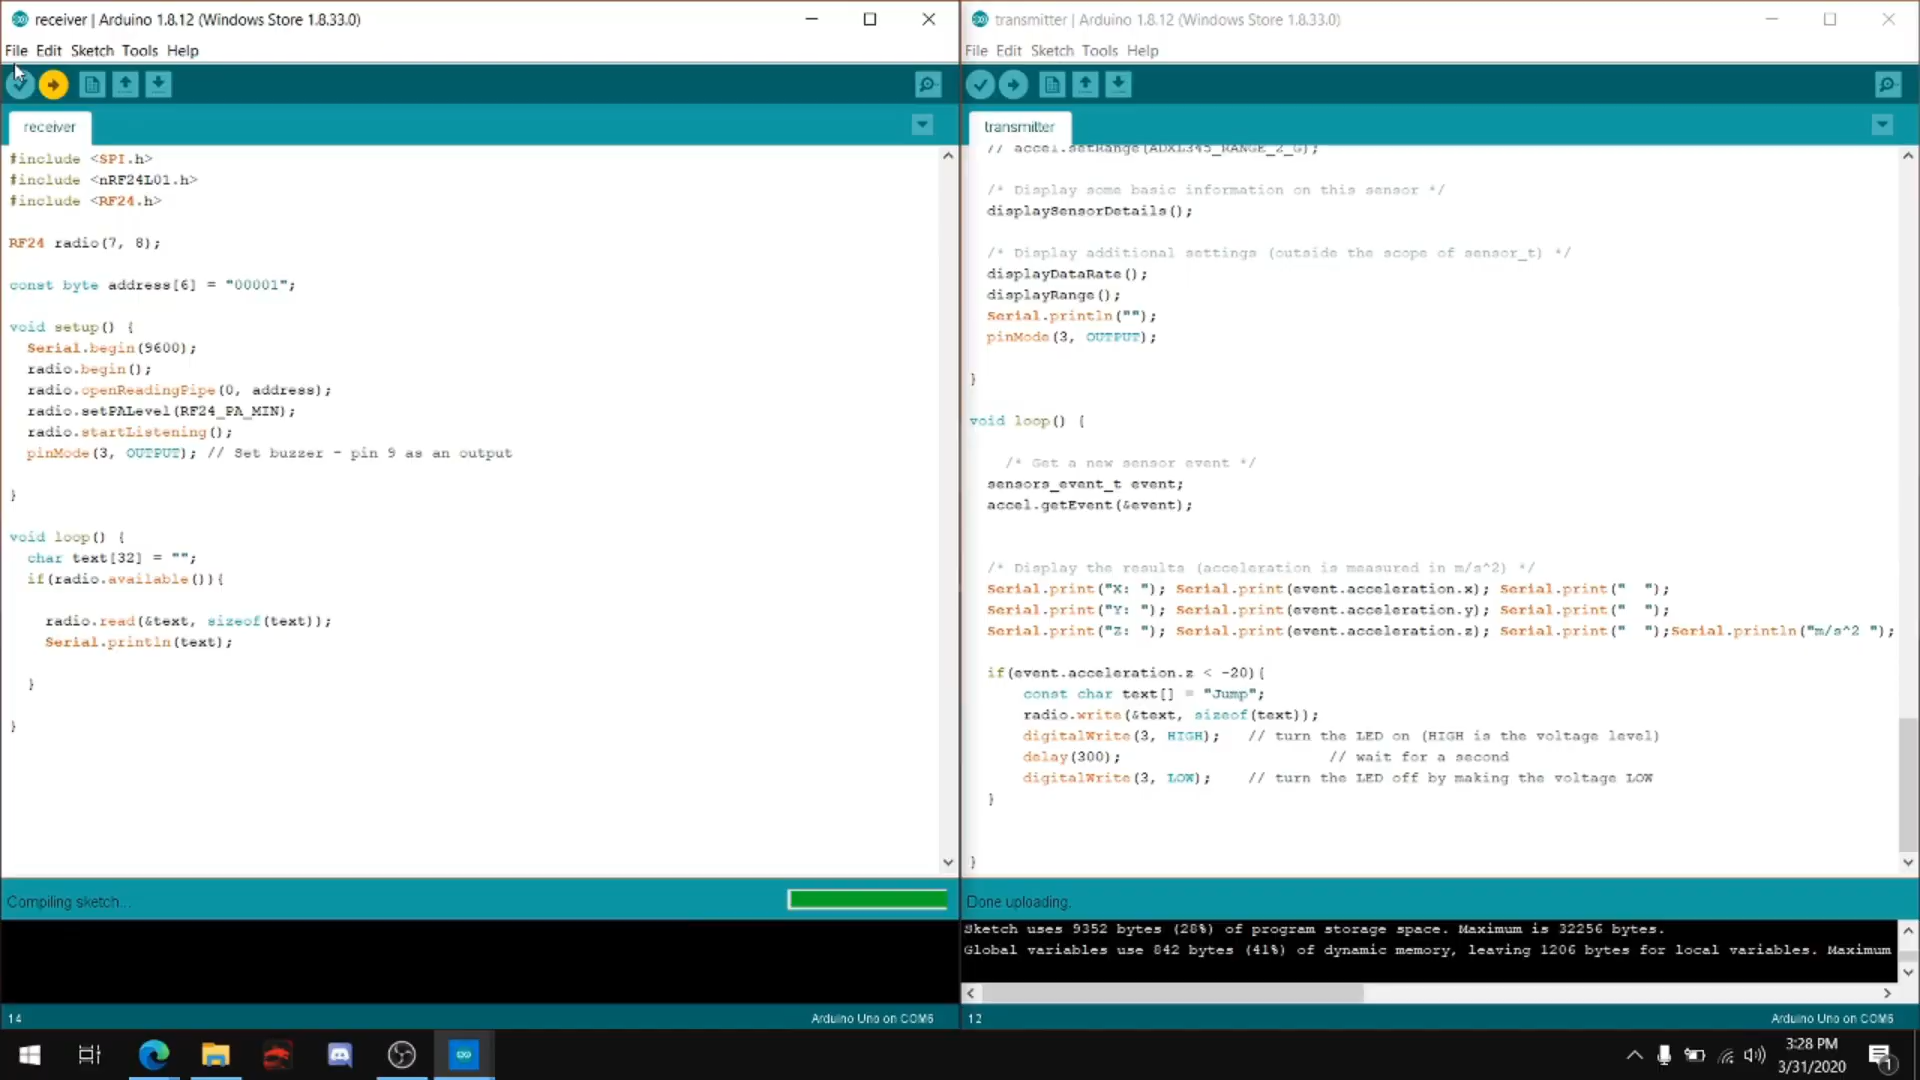 receiver | Arduino 1.8.12 (Windows Store 1.8.33.0)
File Edit Sketch Tools Help
receiver
#include <SPI.h>
#include <nRF24L01.h>
#include <RF24.h>
RF24 radio(7, 8);
const byte address[6] = "00001";
void setup() {
Serial.begin(9600);
radio.begin();
radio.openReadingPipe(0, address);
radio.setPALevel(RF24_PA_MIN);
radio.startListening();
pinMode(3, OUTPUT); // Set buzzer - pin 9 as an output
}
void loop() {
char text[32] = "";
if(radio.available()){
radio.read(&text, sizeof(text));
Serial.println(text);
}
}
Compiling sketch...
14
Arduino Uno on COM6
transmitter | Arduino 1.8.12 (Windows Store 1.8.33.0)
File Edit Sketch Tools Help
transmitter
// accel.setRange(ADXL345_RANGE_2_G);
/* Display some basic information on this sensor */
displaySensorDetails();
/* Display additional settings (outside the scope of sensor_t) */
displayDataRate();
displayRange();
Serial.println("");
pinMode(3, OUTPUT);
}
void loop() {
/* Get a new sensor event */
sensors_event_t event;
accel.getEvent(&event);
/* Display the results (acceleration is measured in m/s^2) */
Serial.print("X: "); Serial.print(event.acceleration.x); Serial.print("  ");
Serial.print("Y: "); Serial.print(event.acceleration.y); Serial.print("  ");
Serial.print("Z: "); Serial.print(event.acceleration.z); Serial.print("  ");Serial.println("m/s^2 ");
if(event.acceleration.z < -20){
const char text[] = "Jump";
radio.write(&text, sizeof(text));
digitalWrite(3, HIGH); // turn the LED on (HIGH is the voltage level)
delay(300); // wait for a second
digitalWrite(3, LOW); // turn the LED off by making the voltage LOW
}
}
Done uploading.
Sketch uses 9352 bytes (28%) of program storage space. Maximum is 32256 bytes.
Global variables use 842 bytes (41%) of dynamic memory, leaving 1206 bytes for local variables. Maximum
12
Arduino Uno on COM6
3:28 PM
3/31/2020
1